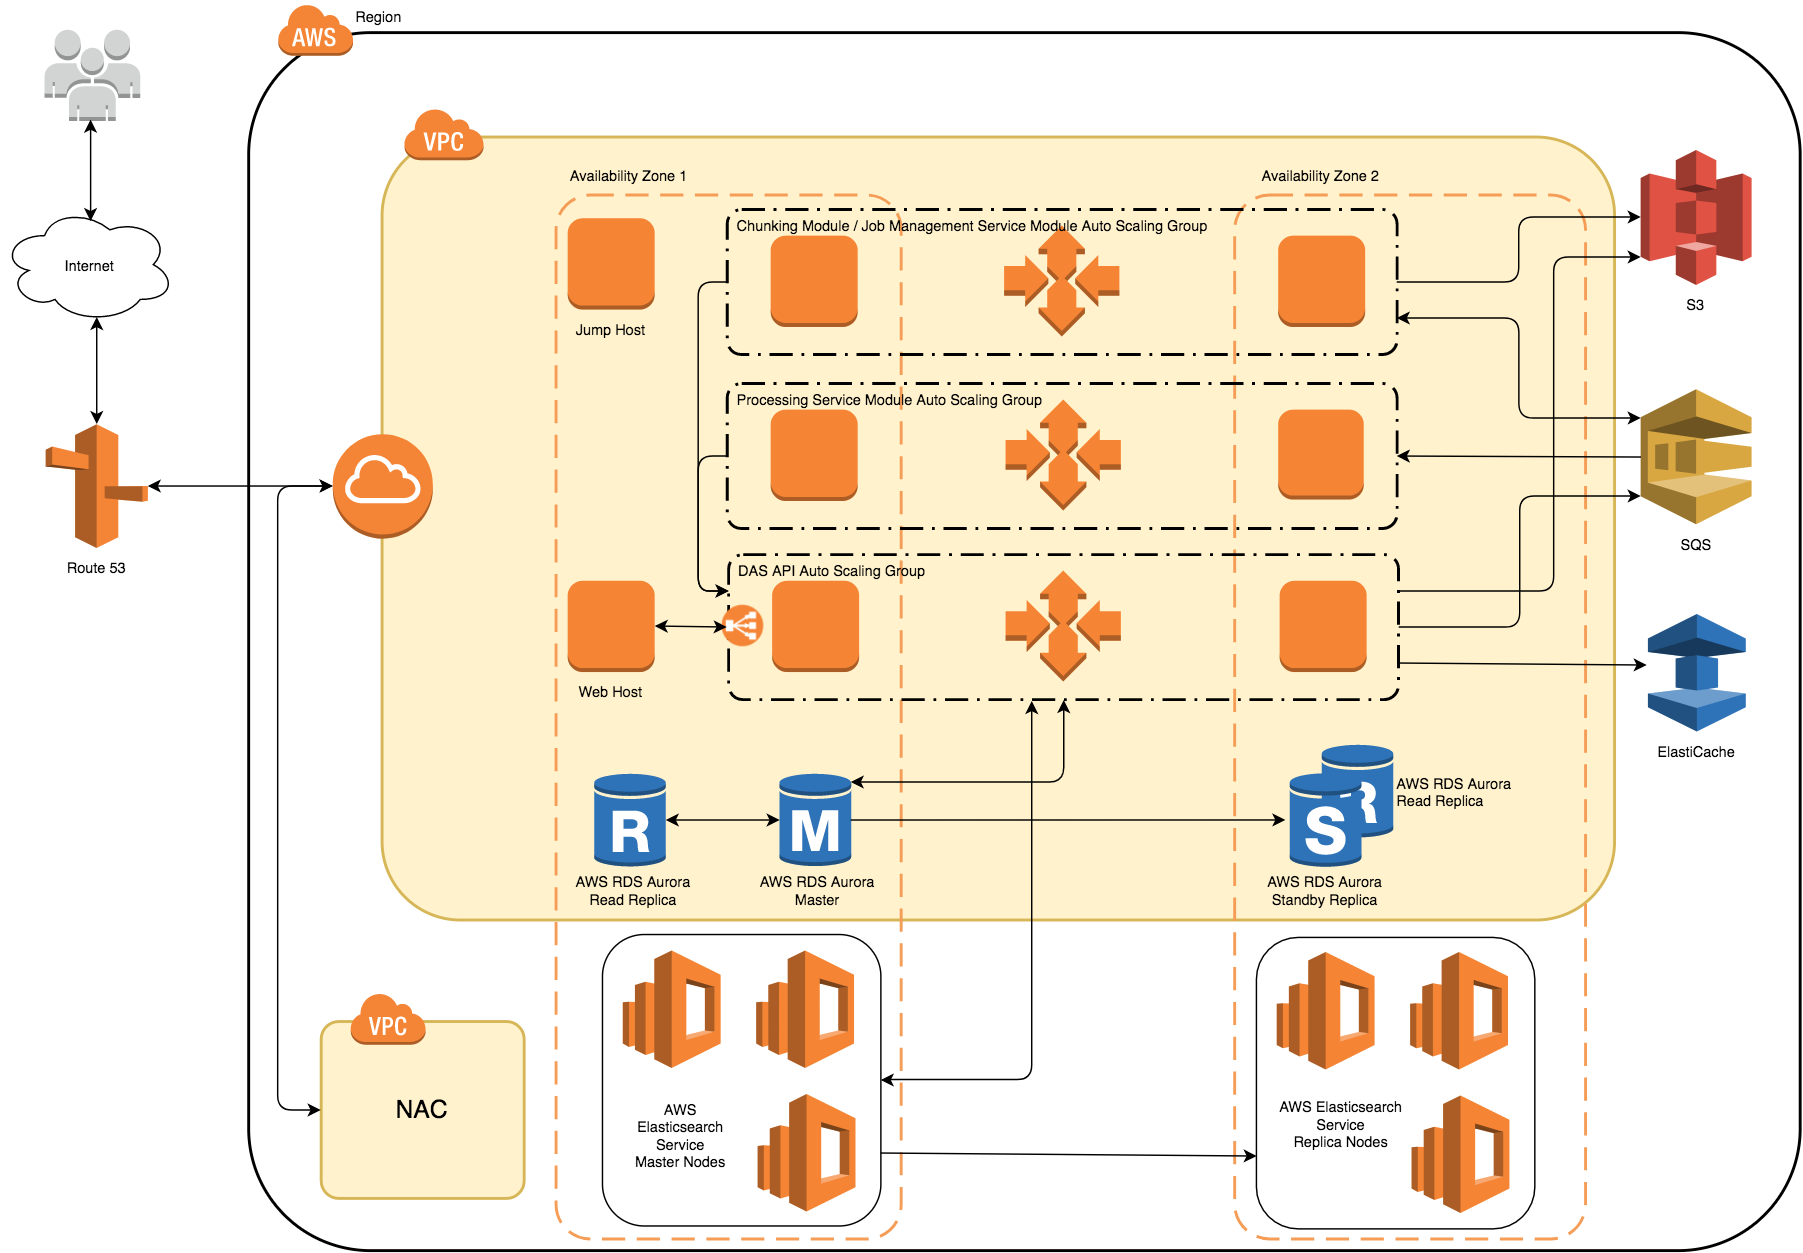 Region
AWS
VPC
Availability Zone 1
Availability Zone 2
Chunking Module / Job Management Service Module Auto Scaling Group
Internet
S3
Jump Host
Processing Service Module Auto Scaling Group
SQS
Route 53
DAS API Auto Scaling Group
Web Host
ElastiCache
R
M
S
R
AWS RDS Aurora
Read Replica
AWS RDS Aurora
Read Replica
AWS RDS Aurora
Master
AWS RDS Aurora
Standby Replica
VPC
NAC
AWS
Elasticsearch
Service
Master Nodes
AWS Elasticsearch
Service
Replica Nodes